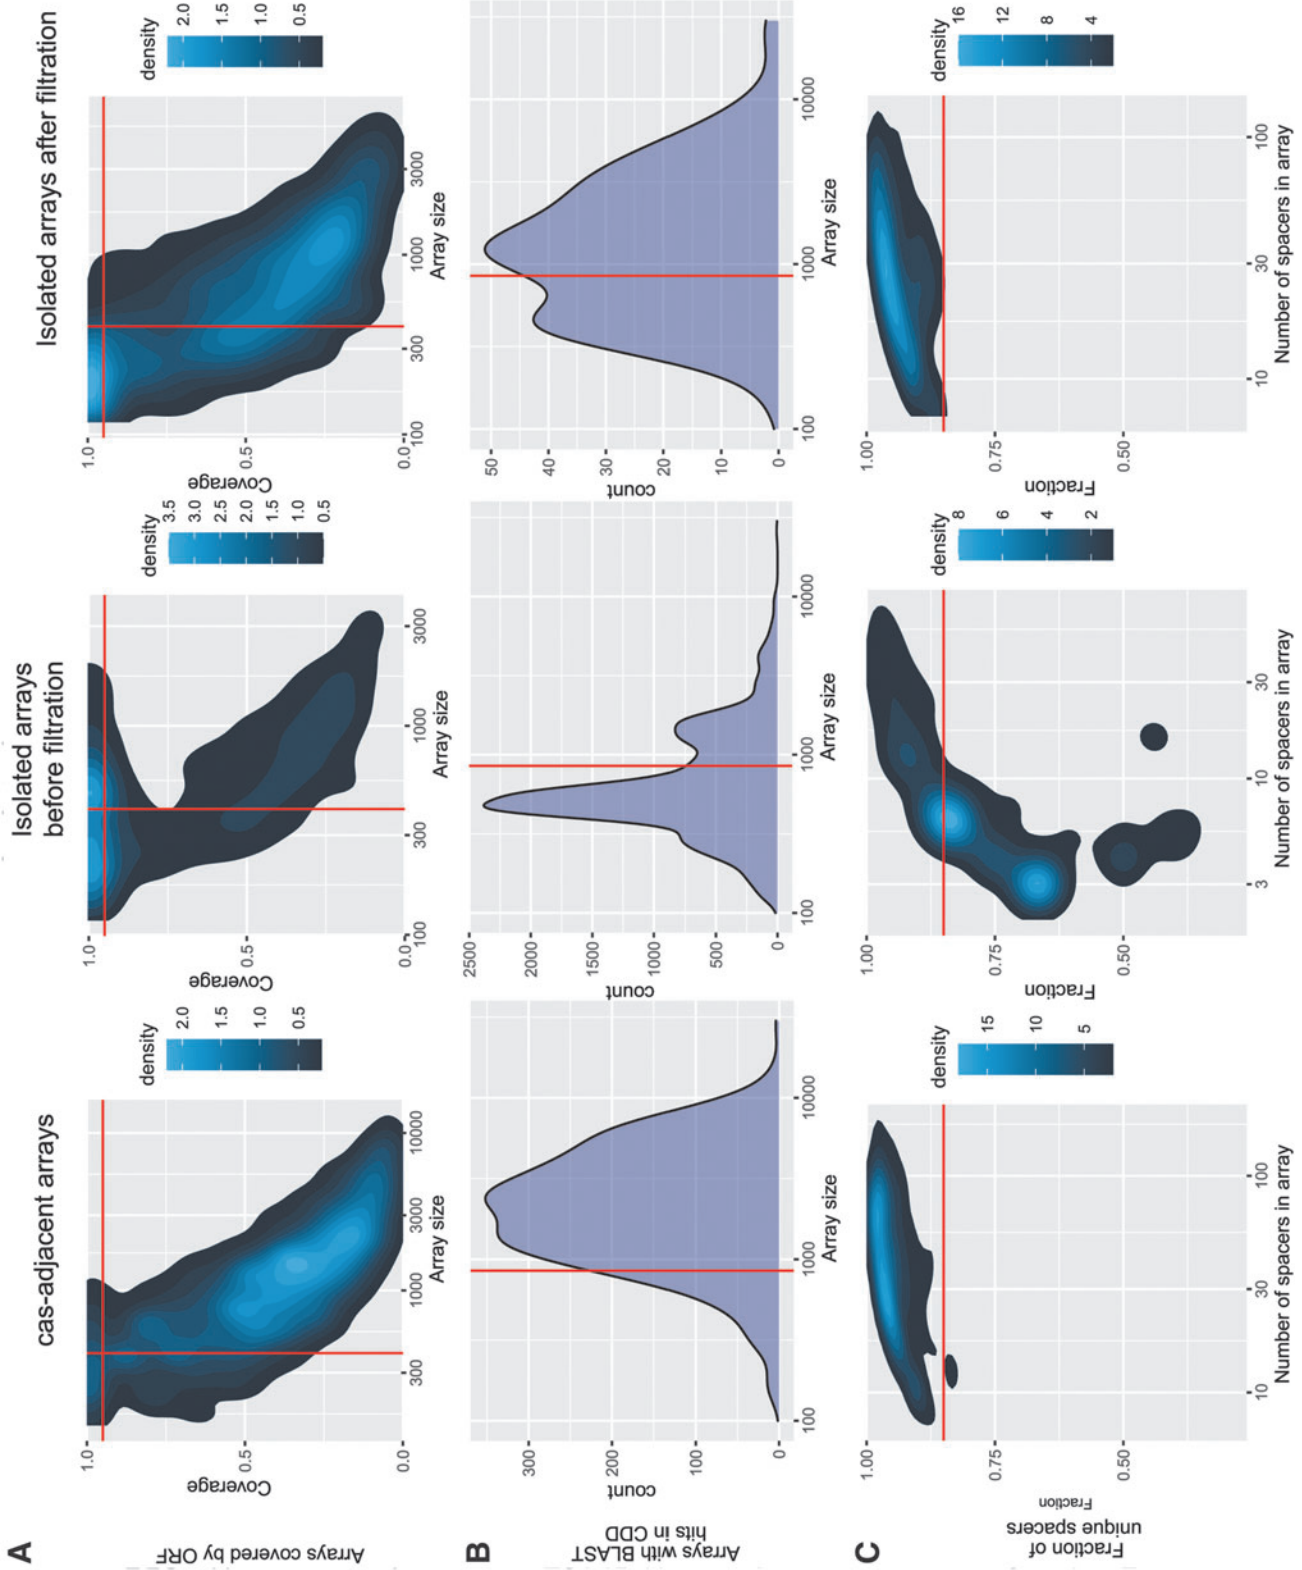 cas-adjacent arrays
Isolated arrays
before filtration
Isolated arrays after filtration
A
Arrays covered by ORF
Coverage
1.0
0.5
0.0
300
1000
3000
10000
Array size
density
2.0
1.5
1.0
0.5
Coverage
1.0
0.5
0.0
100
300
1000
3000
Array size
density
3.5
3.0
2.5
2.0
1.5
1.0
0.5
Coverage
1.0
0.5
0.0
100
300
1000
3000
Array size
density
2.0
1.5
1.0
0.5
B
Arrays with BLAST
hits in CDD
count
300
200
100
0
100
1000
10000
Array size
count
2500
2000
1500
1000
500
0
100
1000
10000
Array size
count
50
40
30
20
10
0
100
1000
10000
Array size
C
Fraction of
unique spacers
Fraction
1.00
0.75
0.50
10
30
100
Number of spacers in array
density
15
10
5
Fraction
1.00
0.75
0.50
3
10
30
Number of spacers in array
density
8
6
4
2
Fraction
1.00
0.75
0.50
10
30
100
Number of spacers in array
density
16
12
8
4